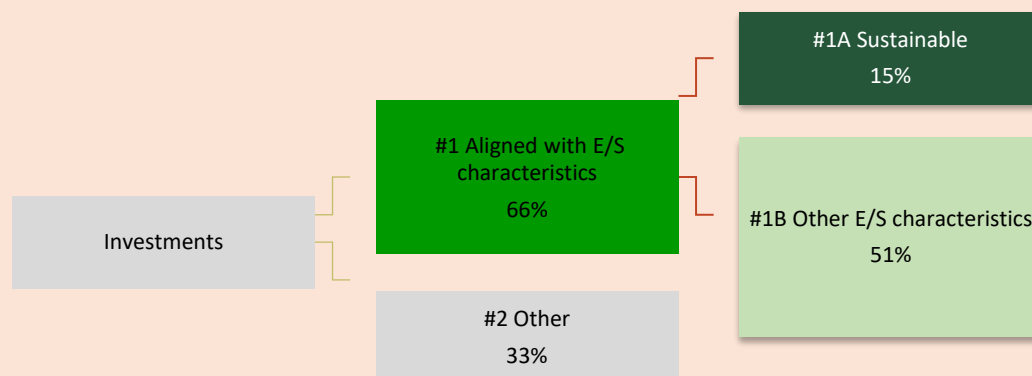 #1A Sustainable
15%
#1 Aligned with E/S
characteristics
66%
#1B Other E/S characteristics
51%
Investments
#2 Other
33%